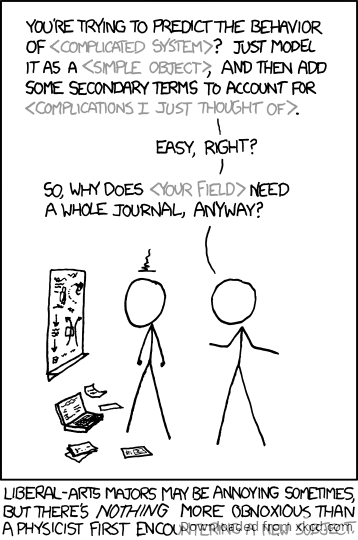 YOU'RE TRYING TO PREDICT THE BEHAVIOR
OF <COMPLICATED SYSTEM>? JUST MODEL
IT AS A <SIMPLE OBJECT>, AND THEN ADD
SOME SECONDARY TERMS TO ACCOUNT FOR
<COMPLICATIONS I JUST THOUGHT OF>.
EASY, RIGHT?
SO, WHY DOES <YOUR FIELD> NEED
A WHOLE JOURNAL, ANYWAY?
LIBERAL-ARTS MAJORS MAY BE ANNOYING SOMETIMES,
BUT THERE'S NOTHING MORE OBNOXIOUS THAN
A PHYSICIST FIRST ENCOUNTERING A NEW SUBJECT.
Downloaded from xkcd.com